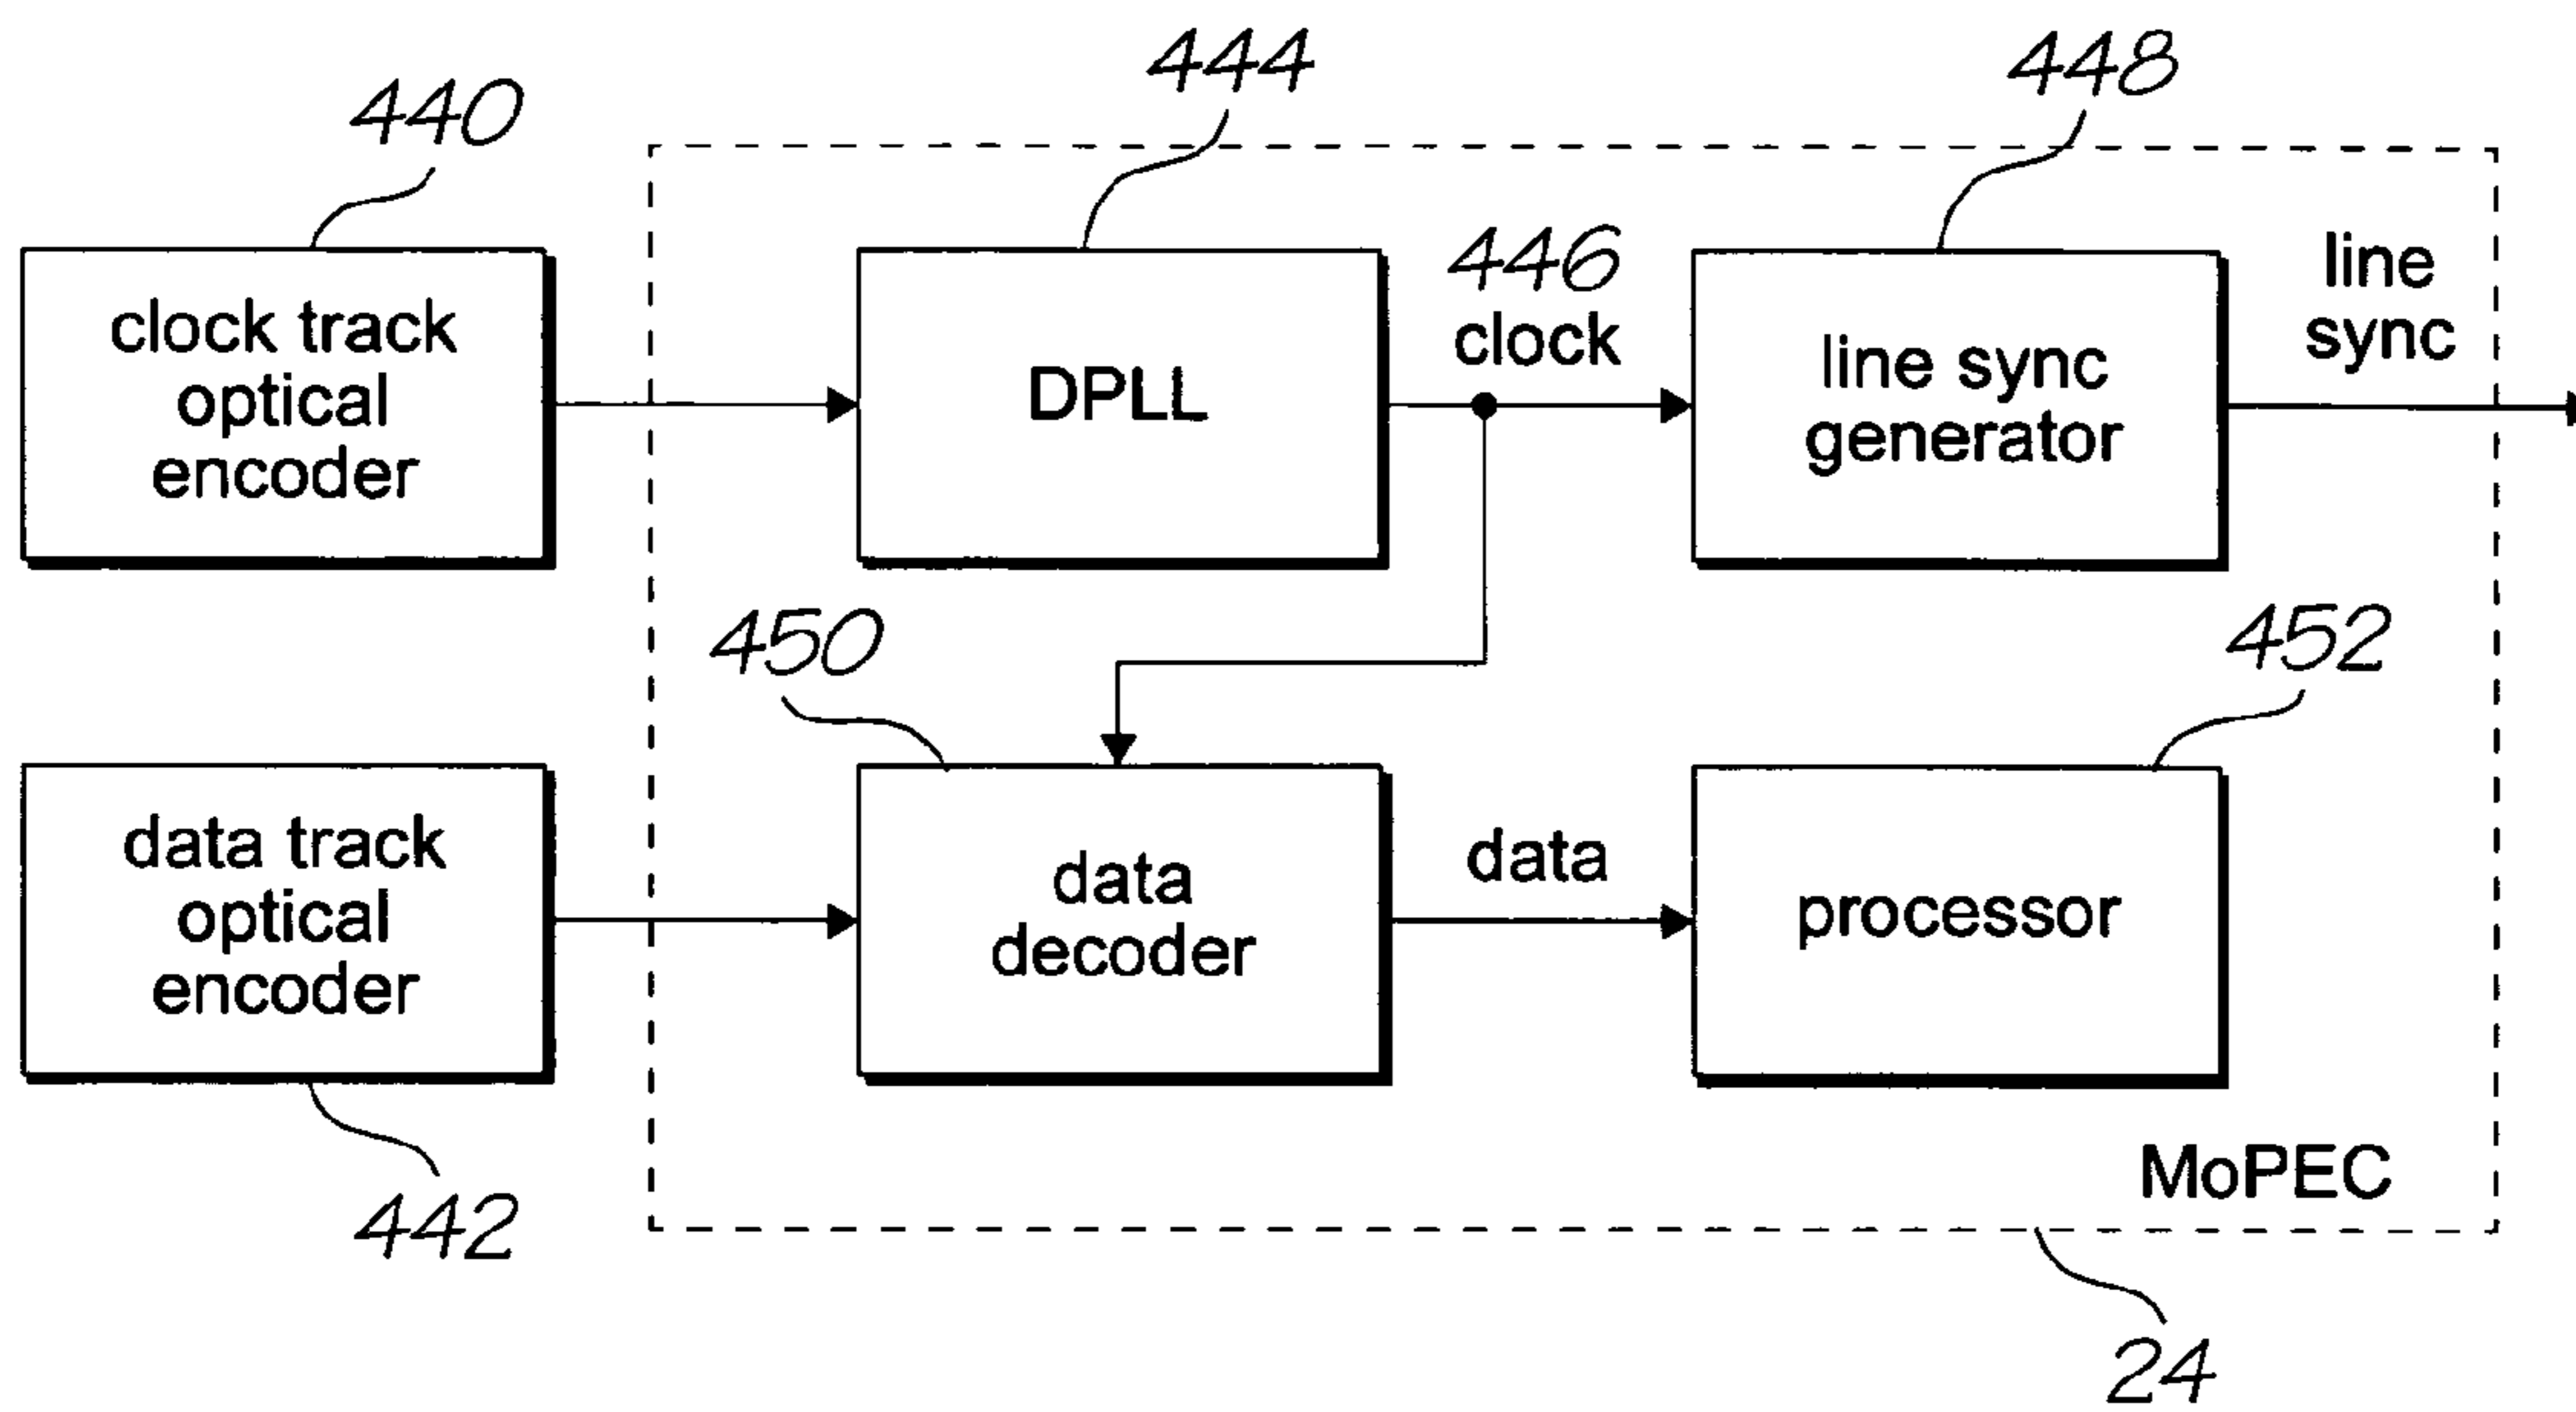 444
448
440
446
clock
line
sync
clock track
optical
encoder
DPLL
line sync
generator
450
452
data track
optical
encoder
data
decoder
data
processor
MoPEC
442
24